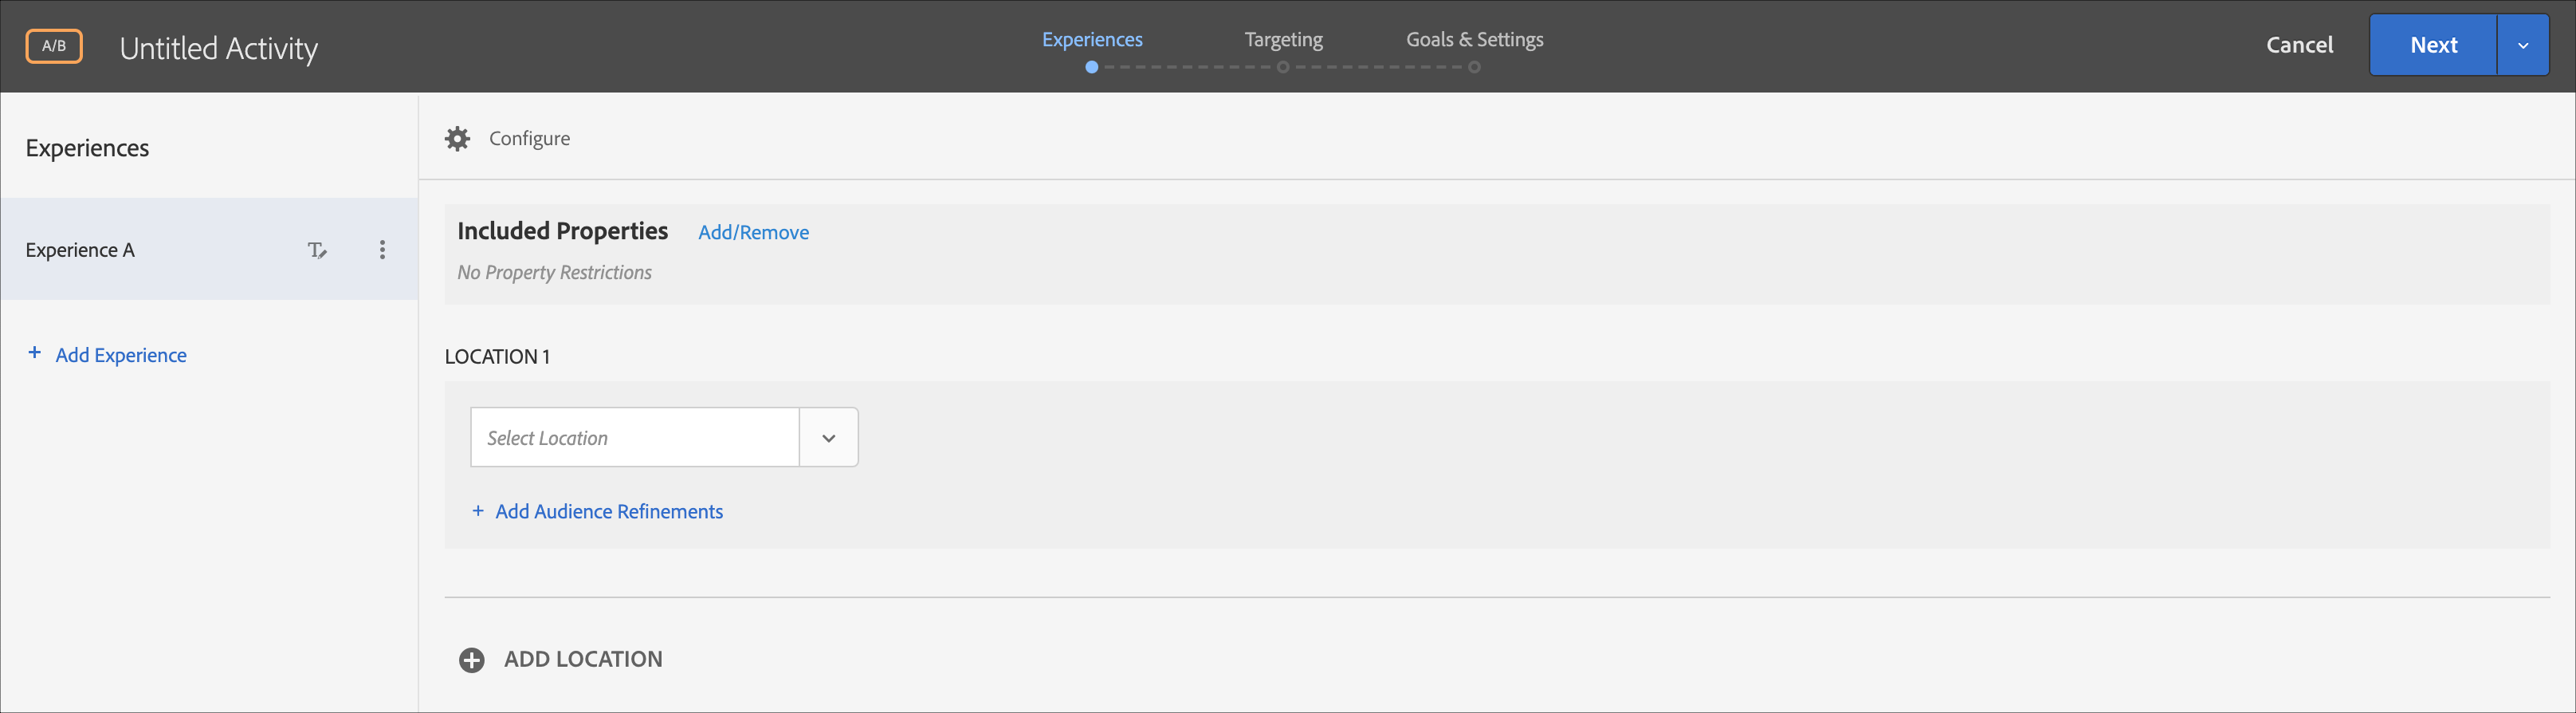 A/B
Untitled Activity
Experiences
Targeting
Goals & Settings
Cancel
Next
Experiences
Experience A
+ Add Experience
Configure
Included Properties Add/Remove
No Property Restrictions
LOCATION 1
Select Location
+ Add Audience Refinements
ADD LOCATION